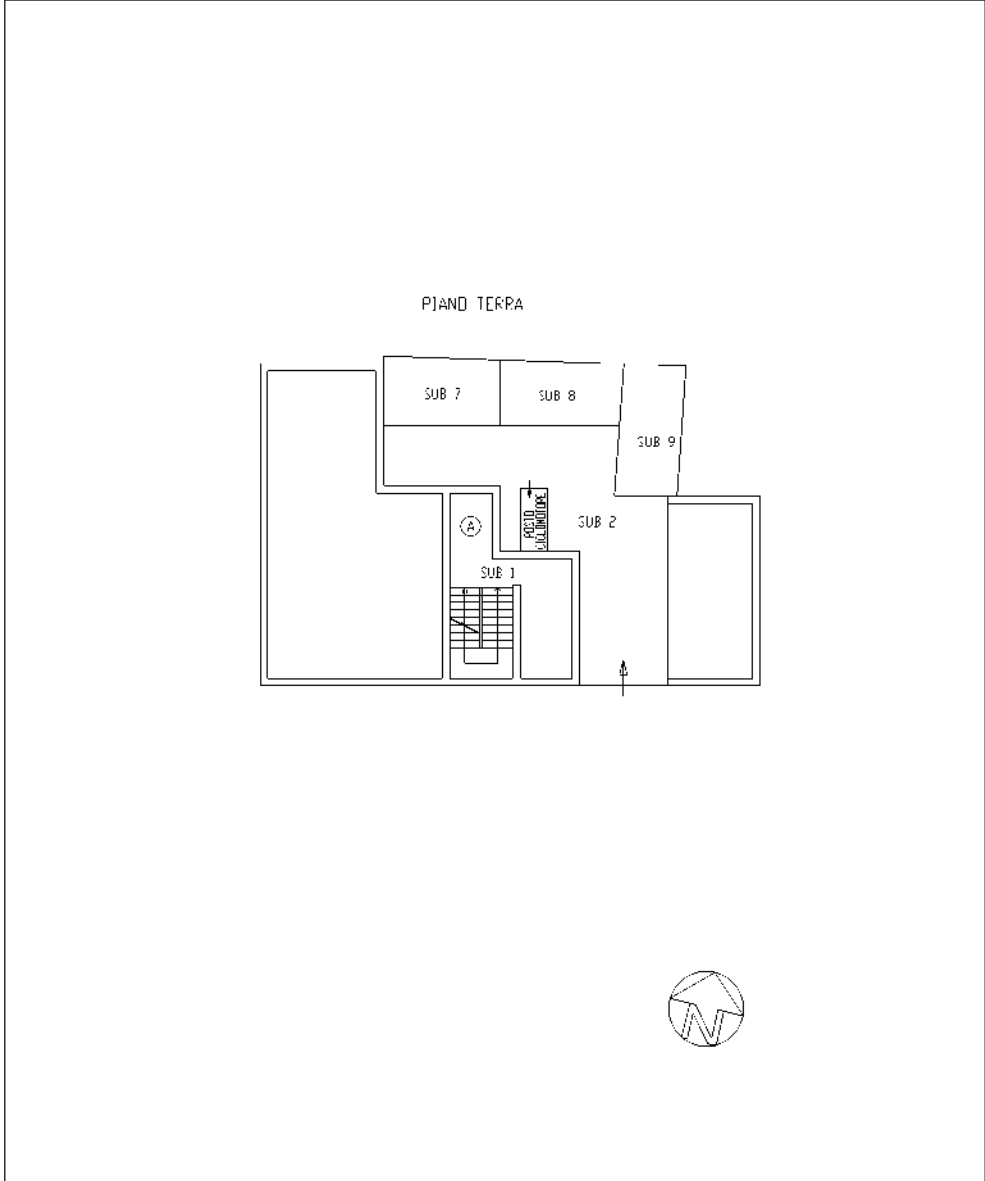 PIANO TERRA
SUB 7
SUB 8
SUB 9
POSTO
CICLOMOTORE
SUB 2
A
SUB 1
N